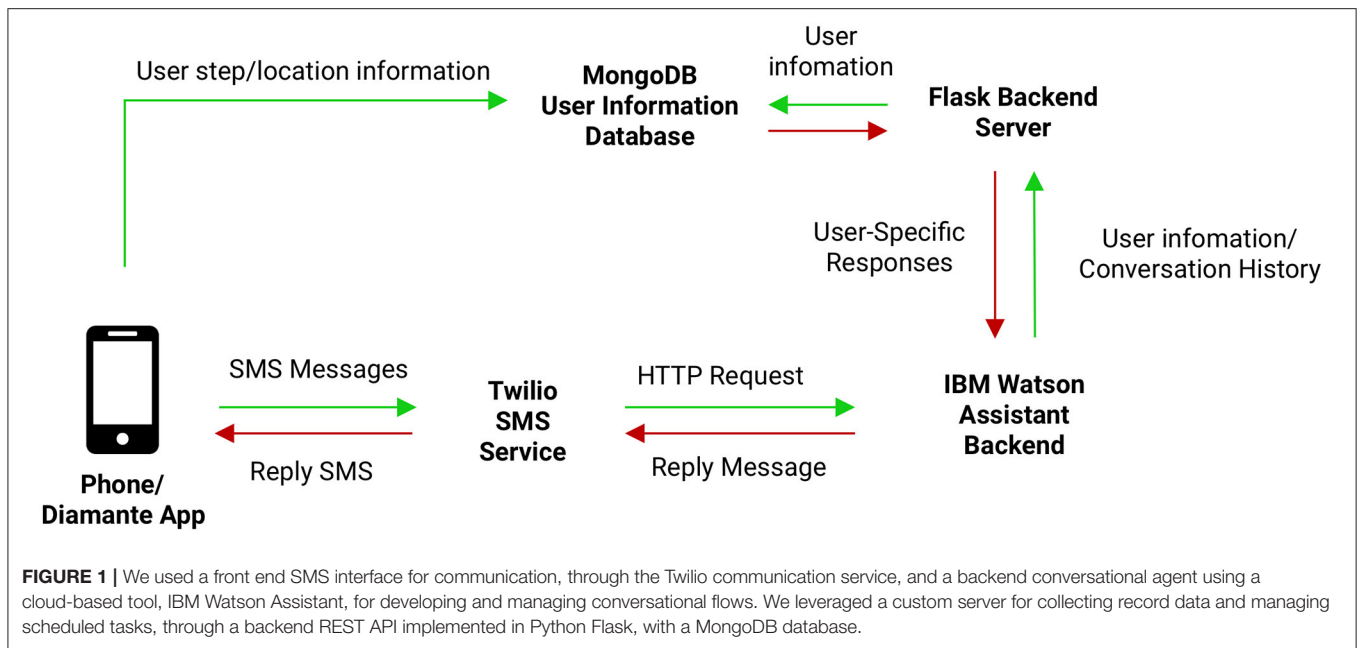 User step/location information
MongoDB
User Information
Database
User
infomation
Flask Backend
Server
User-Specific
Responses
User infomation/
Conversation History
SMS Messages
Reply SMS
Twilio
SMS
Service
HTTP Request
Reply Message
IBM Watson
Assistant
Backend
Phone/
Diamante App
FIGURE 1 | We used a front end SMS interface for communication, through the Twilio communication service, and a backend conversational agent using a
cloud-based tool, IBM Watson Assistant, for developing and managing conversational flows. We leveraged a custom server for collecting record data and managing
scheduled tasks, through a backend REST API implemented in Python Flask, with a MongoDB database.